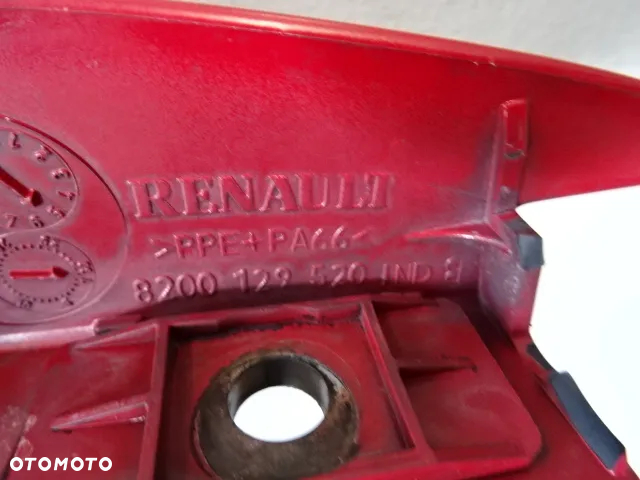 RENAULT
>PPE+PA66<
8200 129 520 IND B
OTOMOTO